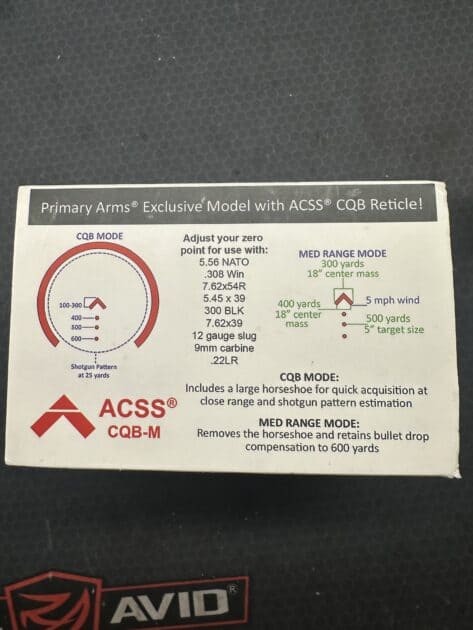 Primary Arms® Exclusive Model with ACSS® CQB Reticle!
CQB MODE
100-300
400
500
600
Shotgun Pattern
at 25 yards
Adjust your zero
point for use with:
5.56 NATO
.308 Win
7.62x54R
5.45 x 39
300 BLK
7.62x39
12 gauge slug
9mm carbine
.22LR
MED RANGE MODE
300 yards
18" center mass
400 yards
18" center
mass
5 mph wind
500 yards
5" target size
ACSS®
CQB-M
CQB MODE:
Includes a large horseshoe for quick acquisition at
close range and shotgun pattern estimation
MED RANGE MODE:
Removes the horseshoe and retains bullet drop
compensation to 600 yards
AVID®